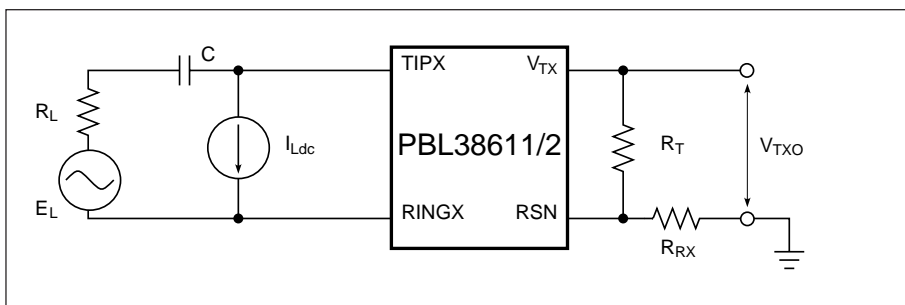 C
TIPX
V_TX
R_L
I_Ldc
PBL38611/2
R_T
V_TXO
E_L
RINGX
RSN
R_RX